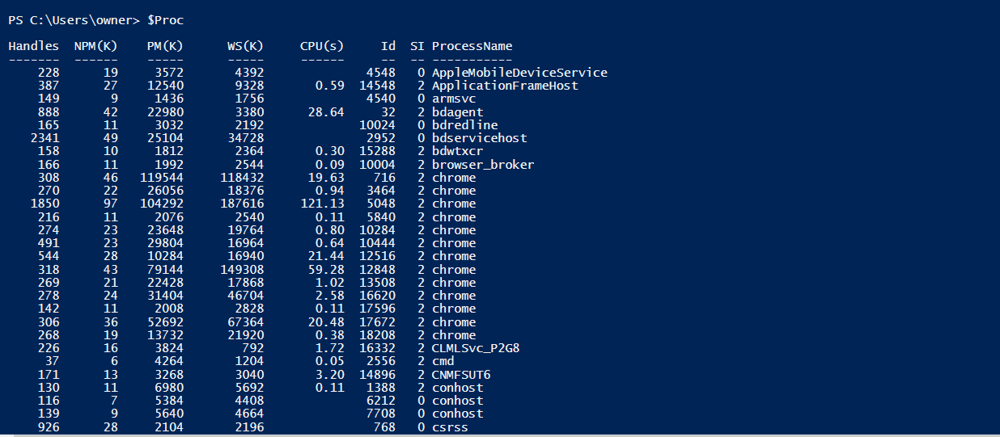 PS C:\Users\owner> $Proc
Handles NPM(K) PM(K) WS(K) CPU(s) Id SI ProcessName
------- ------ ----- ----- ------ -- -- -----------
228 19 3572 4392 4548 0 AppleMobileDeviceService
387 27 12540 9328 0.59 14548 2 ApplicationFrameHost
149 9 1436 1756 4540 0 armsvc
888 42 22980 3380 28.64 32 2 bdagent
165 11 3032 2192 10024 0 bdredline
2341 49 25104 34728 2952 0 bdservicehost
158 10 1812 2364 0.30 15288 2 bdwtxcr
166 11 1992 2544 0.09 10004 2 browser_broker
308 46 119544 118432 19.63 716 2 chrome
270 22 26056 18376 0.94 3464 2 chrome
1850 97 104292 187616 121.13 5048 2 chrome
216 11 2076 2540 0.11 5840 2 chrome
274 23 23648 19764 0.80 10284 2 chrome
491 23 29804 16964 0.64 10444 2 chrome
544 28 10284 16940 21.44 12516 2 chrome
318 43 79144 149308 59.28 12848 2 chrome
269 21 22428 17868 1.02 13508 2 chrome
278 24 31404 46704 2.58 16620 2 chrome
142 11 2008 2828 0.11 17596 2 chrome
306 36 52692 67364 20.48 17672 2 chrome
268 19 13732 21920 0.38 18208 2 chrome
226 16 3824 792 1.72 16332 2 CLMLSvc_P2G8
37 6 4264 1204 0.05 2556 2 cmd
171 13 3268 3040 3.20 14896 2 CNMFSUT6
130 11 6980 5692 0.11 1388 2 conhost
116 7 5384 4408 6212 0 conhost
139 9 5640 4664 7708 0 conhost
926 28 2104 2196 768 0 csrss